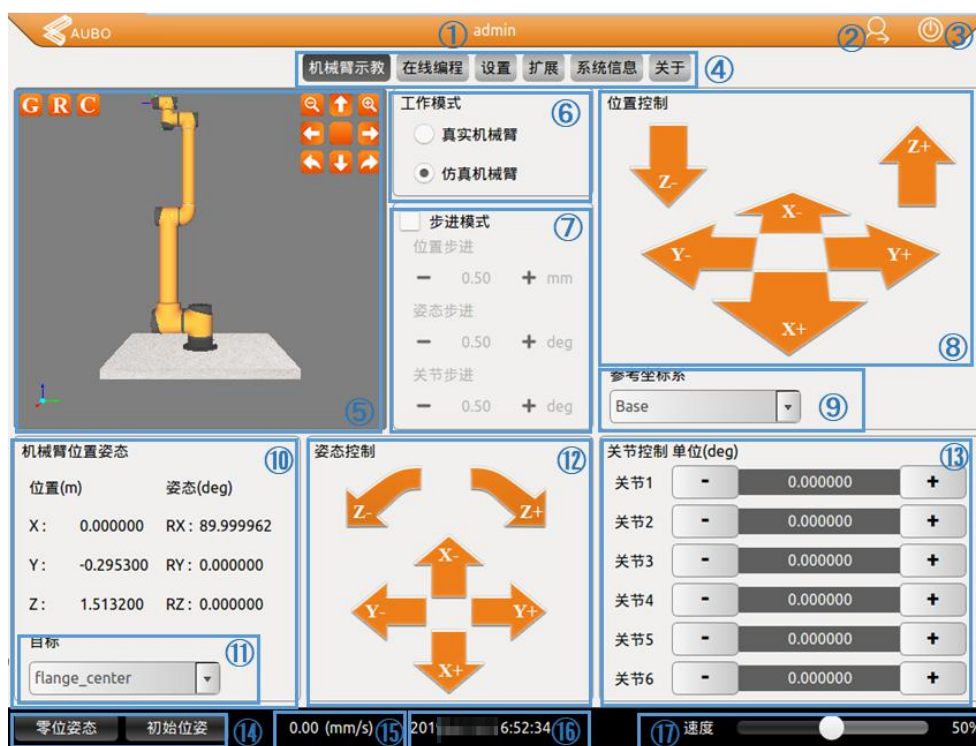 AUBO
① admin
② ③
机械臂示教 在线编程 设置 扩展 系统信息 关于 ④
G R C
⑤
工作模式 ⑥
真实机械臂
仿真机械臂
步进模式 ⑦
位置步进
- 0.50 + mm
姿态步进
- 0.50 + deg
关节步进
- 0.50 + deg
位置控制
Z- Z+
X-
Y- Y+
X+
⑧
参考坐标系
Base ⑨
机械臂位置姿态 ⑩
位置(m) 姿态(deg)
X: 0.000000 RX: 89.999962
Y: -0.295300 RY: 0.000000
Z: 1.513200 RZ: 0.000000
目标 ⑪
flange_center
姿态控制 ⑫
Z- Z+
X-
Y- Y+
X+
关节控制 单位(deg) ⑬
关节1 - 0.000000 +
关节2 - 0.000000 +
关节3 - 0.000000 +
关节4 - 0.000000 +
关节5 - 0.000000 +
关节6 - 0.000000 +
零位姿态 初始位姿 ⑭ 0.00 (mm/s) ⑮ 201 6:52:34 ⑯ ⑰ 速度 50%